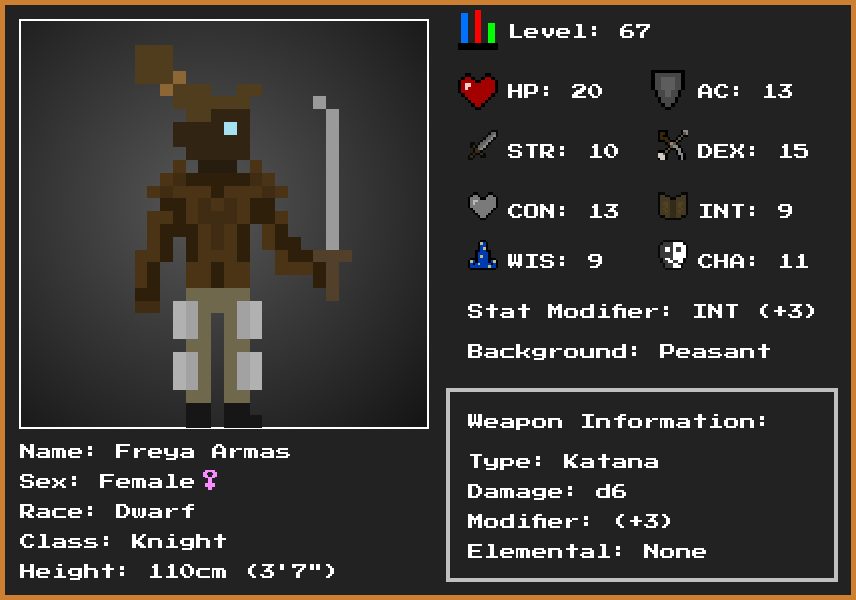 Level: 67
HP: 20 AC: 13
STR: 10 DEX: 15
CON: 13 INT: 9
WIS: 9 CHA: 11
Stat Modifier: INT (+3)
Background: Peasant
Weapon Information:
Type: Katana
Damage: d6
Modifier: (+3)
Elemental: None
Name: Freya Armas
Sex: Female♀
Race: Dwarf
Class: Knight
Height: 110cm (3'7")